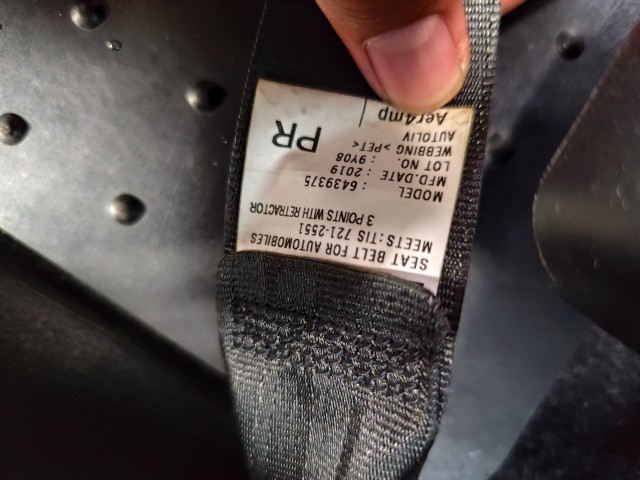 SEAT BELT FOR AUTOMOBILES
MEETS : TIS 721-2551
3 POINTS WITH RETRACTOR
MODEL : 6439375
MFD.DATE : 2019
LOT NO. : 9Y08
WEBBING >PET<
AUTOLIV
PR
Aer4mp